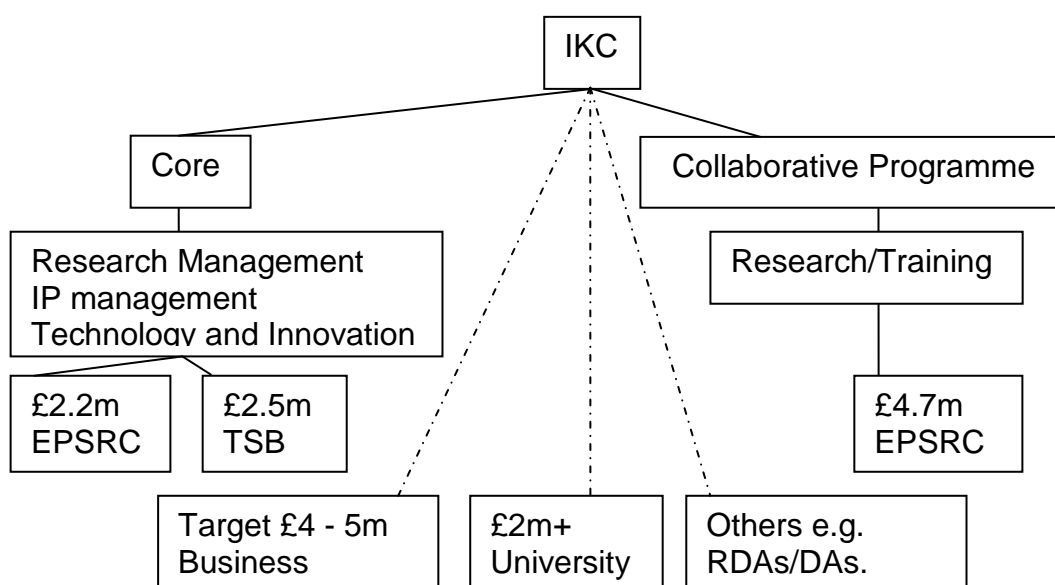 IKC
Core
Collaborative Programme
Research Management
IP management
Technology and Innovation
Research/Training
£2.2m
EPSRC
£2.5m
TSB
£4.7m
EPSRC
Target £4 - 5m
Business
£2m+
University
Others e.g.
RDAs/DAs.